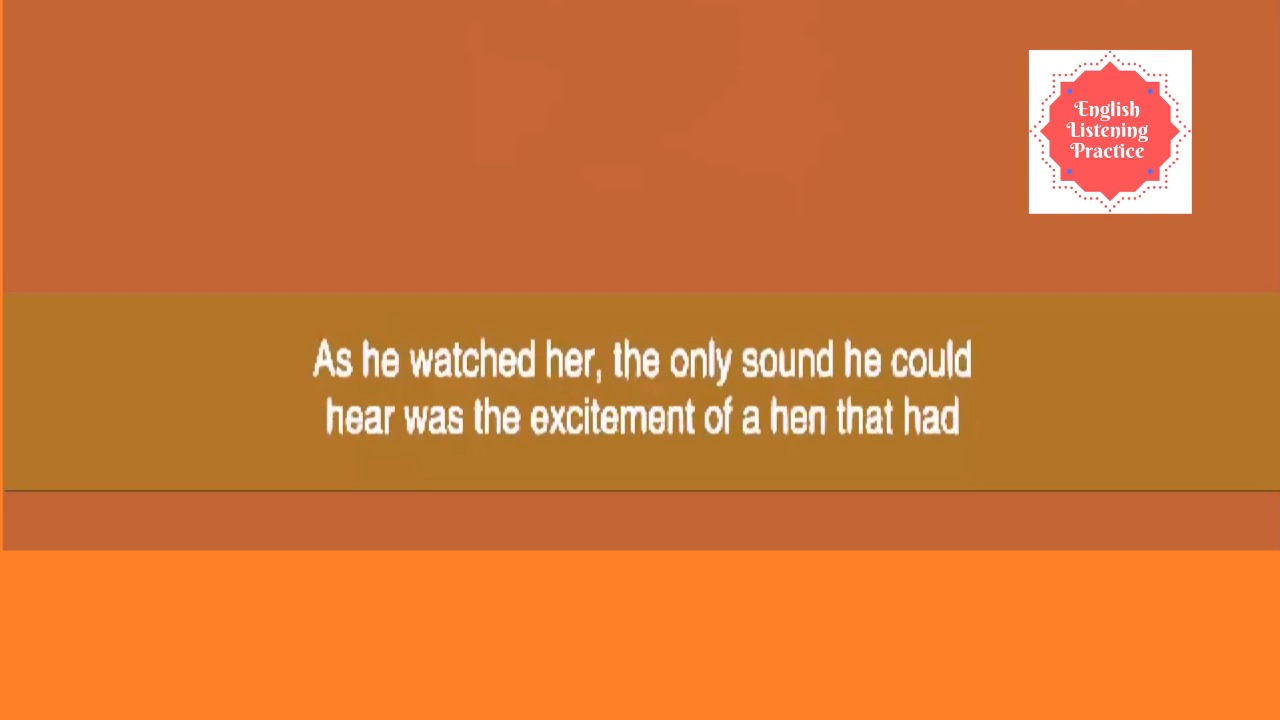 English
Listening
Practice
As he watched her, the only sound he could
hear was the excitement of a hen that had